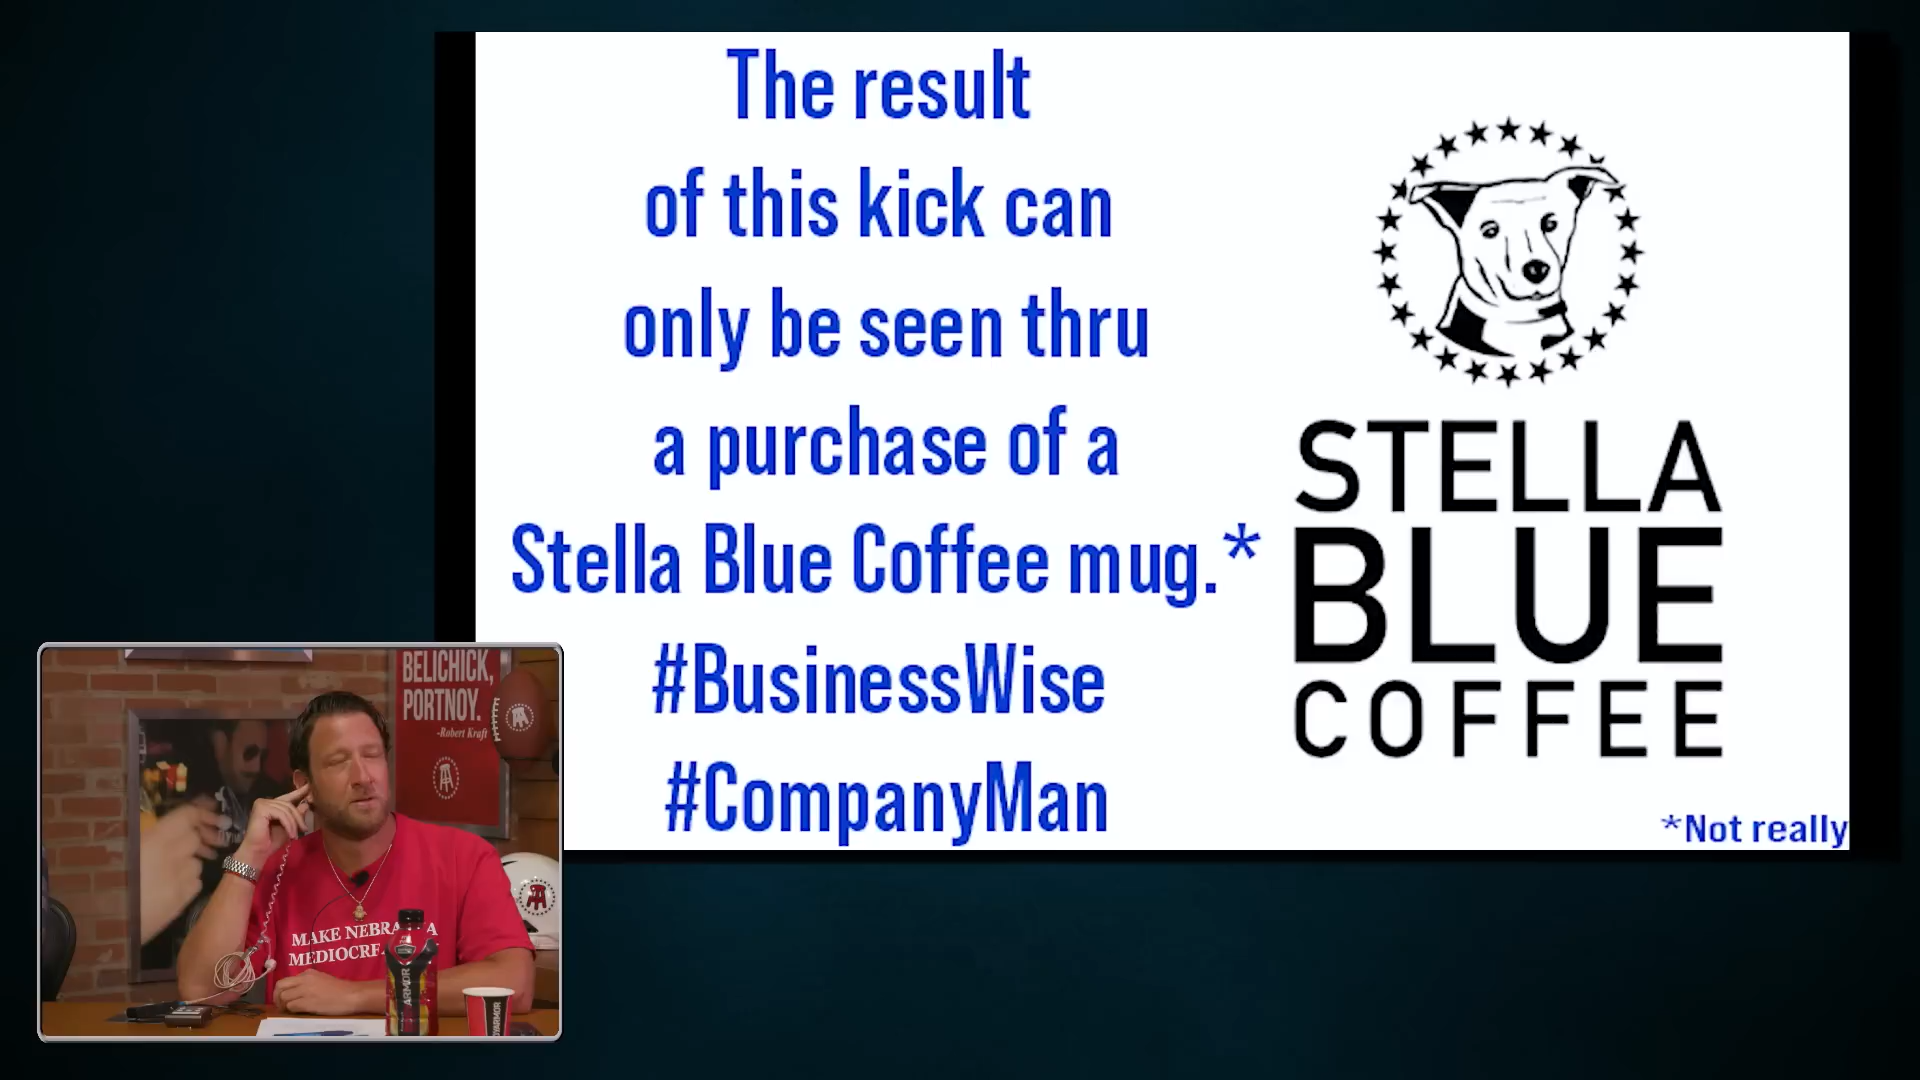 The result
of this kick can
only be seen thru
a purchase of a
Stella Blue Coffee mug.*
#BusinessWise
#CompanyMan
STELLA
BLUE
COFFEE
*Not really
BELICHICK,
PORTNOY.
-Robert Kraft
MAKE NEBRA A
MEDIOCRE
ARMOR